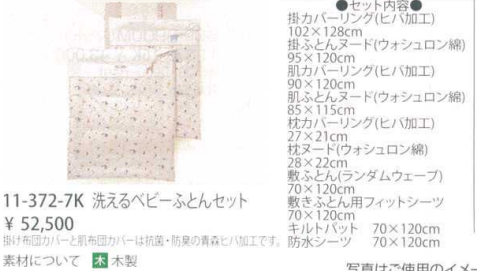 ●セット内容●
掛カバーリング(ヒバ加工)
102×128cm
掛ふとんヌード(ウォシュロン綿)
95×120cm
肌カバーリング(ヒバ加工)
90×120cm
肌ふとんヌード(ウォシュロン綿)
85×115cm
枕カバーリング(ヒバ加工)
27×21cm
枕ヌード(ウォシュロン綿)
28×22cm
敷ふとん(ランダムウェーブ)
70×120cm
敷きふとん用フィットシーツ
70×120cm
キルトパット 70×120cm
防水シーツ 70×120cm
11-372-7K 洗えるベビーふとんセット
¥ 52,500
掛け布団カバーと肌布団カバーは抗菌・防臭の青森ヒバ加工です。
素材について 木 木製
写真はご使用のイメー